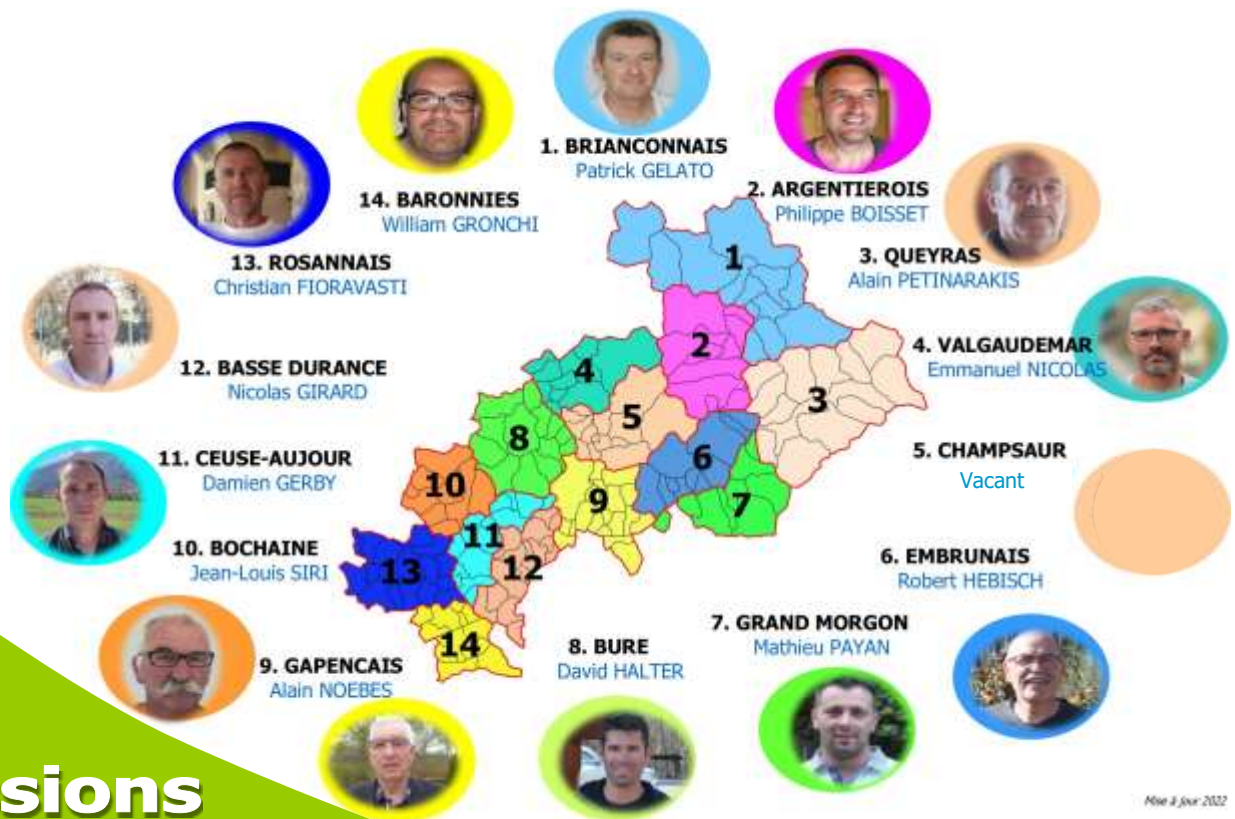 1. BRIANCONNAIS
Patrick GELATO
2. ARGENTIEROIS
Philippe BOISSET
14. BARONNIES
William GRONCHI
3. QUEYRAS
Alain PETINARAKIS
13. ROSANNAIS
Christian FIORAVASTI
4. VALGAUDEMAR
Emmanuel NICOLAS
12. BASSE DURANCE
Nicolas GIRARD
5. CHAMPSAUR
Vacant
11. CEUSE-AUJOUR
Damien GERBY
6. EMBRUNAIS
Robert HEBISCH
10. BOCHAINE
Jean-Louis SIRI
7. GRAND MORGON
Mathieu PAYAN
8. BURE
David HALTER
9. GAPENCAIS
Alain NOEBES
1
2
3
4
5
6
7
8
9
10
11
12
13
14
sions
Mise à jour 2022